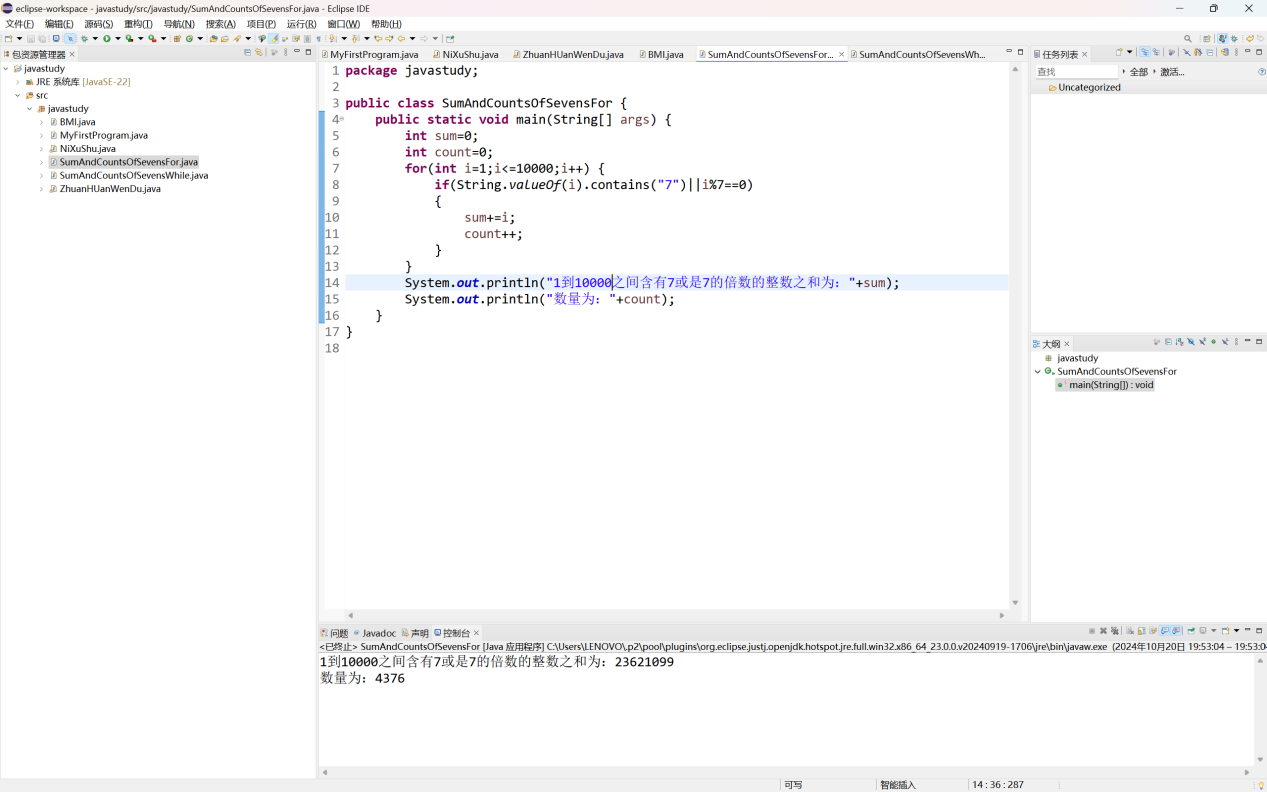 eclipse-workspace - javastudy/src/javastudy/SumAndCountsOfSevensFor.java - Eclipse IDE
文件(F) 编辑(E) 源码(S) 重构(T) 导航(N) 搜索(A) 项目(P) 运行(R) 窗口(W) 帮助(H)
包资源管理器
javastudy
JRE 系统库 [JavaSE-22]
src
javastudy
BMI.java
MyFirstProgram.java
NiXuShu.java
SumAndCountsOfSevensFor.java
SumAndCountsOfSevensWhile.java
ZhuanHUanWenDu.java
MyFirstProgram.java NiXuShu.java ZhuanHUanWenDu.java BMI.java SumAndCountsOfSevensFor... SumAndCountsOfSevensWh...
1 package javastudy;
2
3 public class SumAndCountsOfSevensFor {
4 public static void main(String[] args) {
5 int sum=0;
6 int count=0;
7 for(int i=1;i<=10000;i++) {
8 if(String.valueOf(i).contains("7")||i%7==0)
9 {
10 sum+=i;
11 count++;
12 }
13 }
14 System.out.println("1到10000之间含有7或是7的倍数的整数之和为: "+sum);
15 System.out.println("数量为: "+count);
16 }
17 }
18
任务列表
查找 全部 激活...
Uncategorized
大纲
javastudy
SumAndCountsOfSevensFor
main(String[]) : void
问题 Javadoc 声明 控制台
<已终止> SumAndCountsOfSevensFor [Java 应用程序] C:\Users\LENOVO\.p2\pool\plugins\org.eclipse.justj.openjdk.hotspot.jre.full.win32.x86_64_23.0.0.v20240919-1706\jre\bin\javaw.exe (2024年10月20日 19:53:04 – 19:53:04
1到10000之间含有7或是7的倍数的整数之和为: 23621099
数量为: 4376
可写 智能插入 14 : 36 : 287